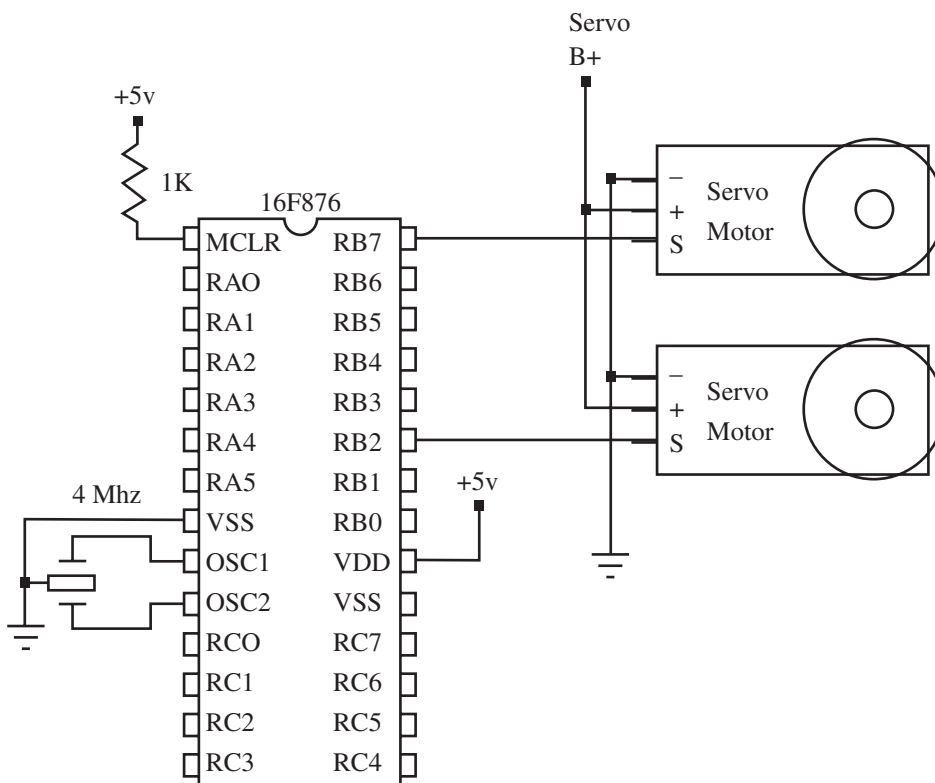 Servo
B+
+5v
1K
16F876
MCLR RB7
RAO RB6
RA1 RB5
RA2 RB4
RA3 RB3
RA4 RB2
RA5 RB1
VSS RB0
OSC1 VDD
OSC2 VSS
RCO RC7
RC1 RC6
RC2 RC5
RC3 RC4
4 Mhz
+5v
− Servo
+ Motor
S
− Servo
+ Motor
S